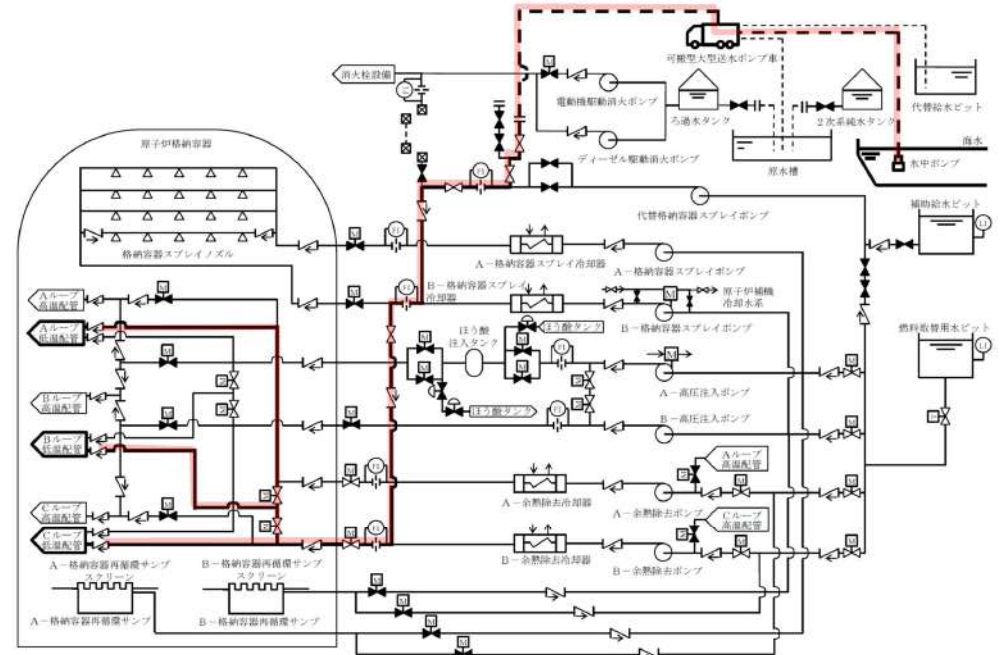 可搬型大型送水ポンプ車
消火栓設備
FI
M
電動機駆動消火ポンプ
ろ過水タンク
2次系純水タンク
代替給水ピット
ディーゼル駆動消火ポンプ
原水槽
海水
水中ポンプ
原子炉格納容器
FI
代替格納容器スプレイポンプ
補助給水ピット
LI
格納容器スプレイノズル
M
FI
A-格納容器スプレイ冷却器
A-格納容器スプレイポンプ
B-格納容器スプレイ
冷却器
M
FI
M
原子炉補機
冷却水系
B-格納容器スプレイポンプ
Aループ
高温配管
M
Aループ
低温配管
ほう酸
注入タンク
ほう酸タンク
燃料取替用水ピット
LI
M
M
M
M
M
FI
M
M
A-高圧注入ポンプ
M
M
M
M
Bループ
高温配管
ほう酸タンク
FI
M
M
M
B-高圧注入ポンプ
M
Bループ
低温配管
Aループ
高温配管
M
FI
M
M
M
M
A-余熱除去冷却器
A-余熱除去ポンプ
Cループ
高温配管
M
M
Cループ
高温配管
Cループ
低温配管
M
FI
M
M
M
B-余熱除去冷却器
B-余熱除去ポンプ
A-格納容器再循環サンプ
スクリーン
B-格納容器再循環サンプ
スクリーン
M
M
A-格納容器再循環サンプ
B-格納容器再循環サンプ
M
M